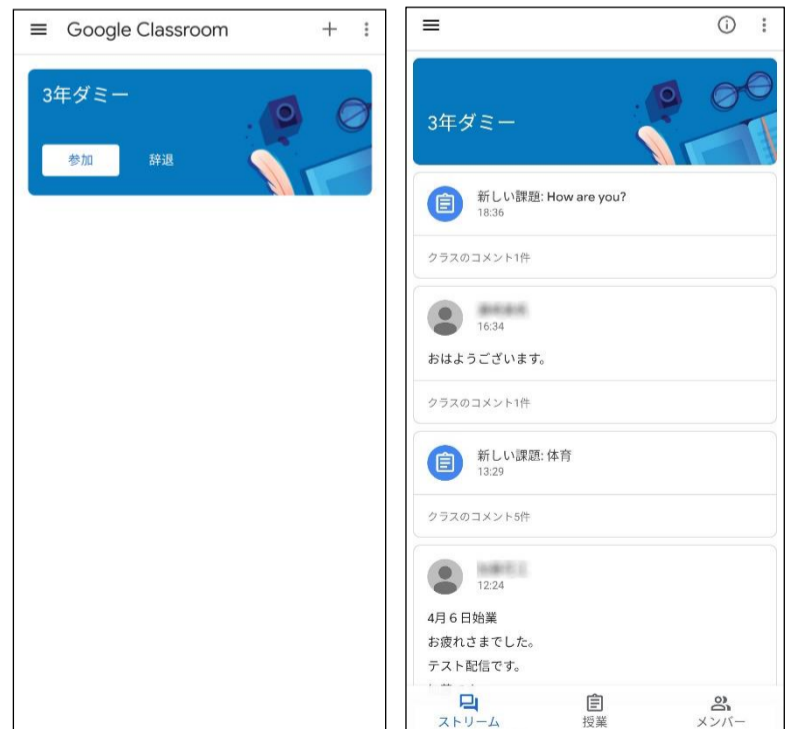 Google Classroom
3年ダミー
参加 辞退
3年ダミー
新しい課題: How are you?
18:36
クラスのコメント1件
16:34
おはようございます。
クラスのコメント1件
新しい課題: 体育
13:29
クラスのコメント5件
12:24
4月6日始業
お疲れさまでした。
テスト配信です。
ストリーム 授業 メンバー